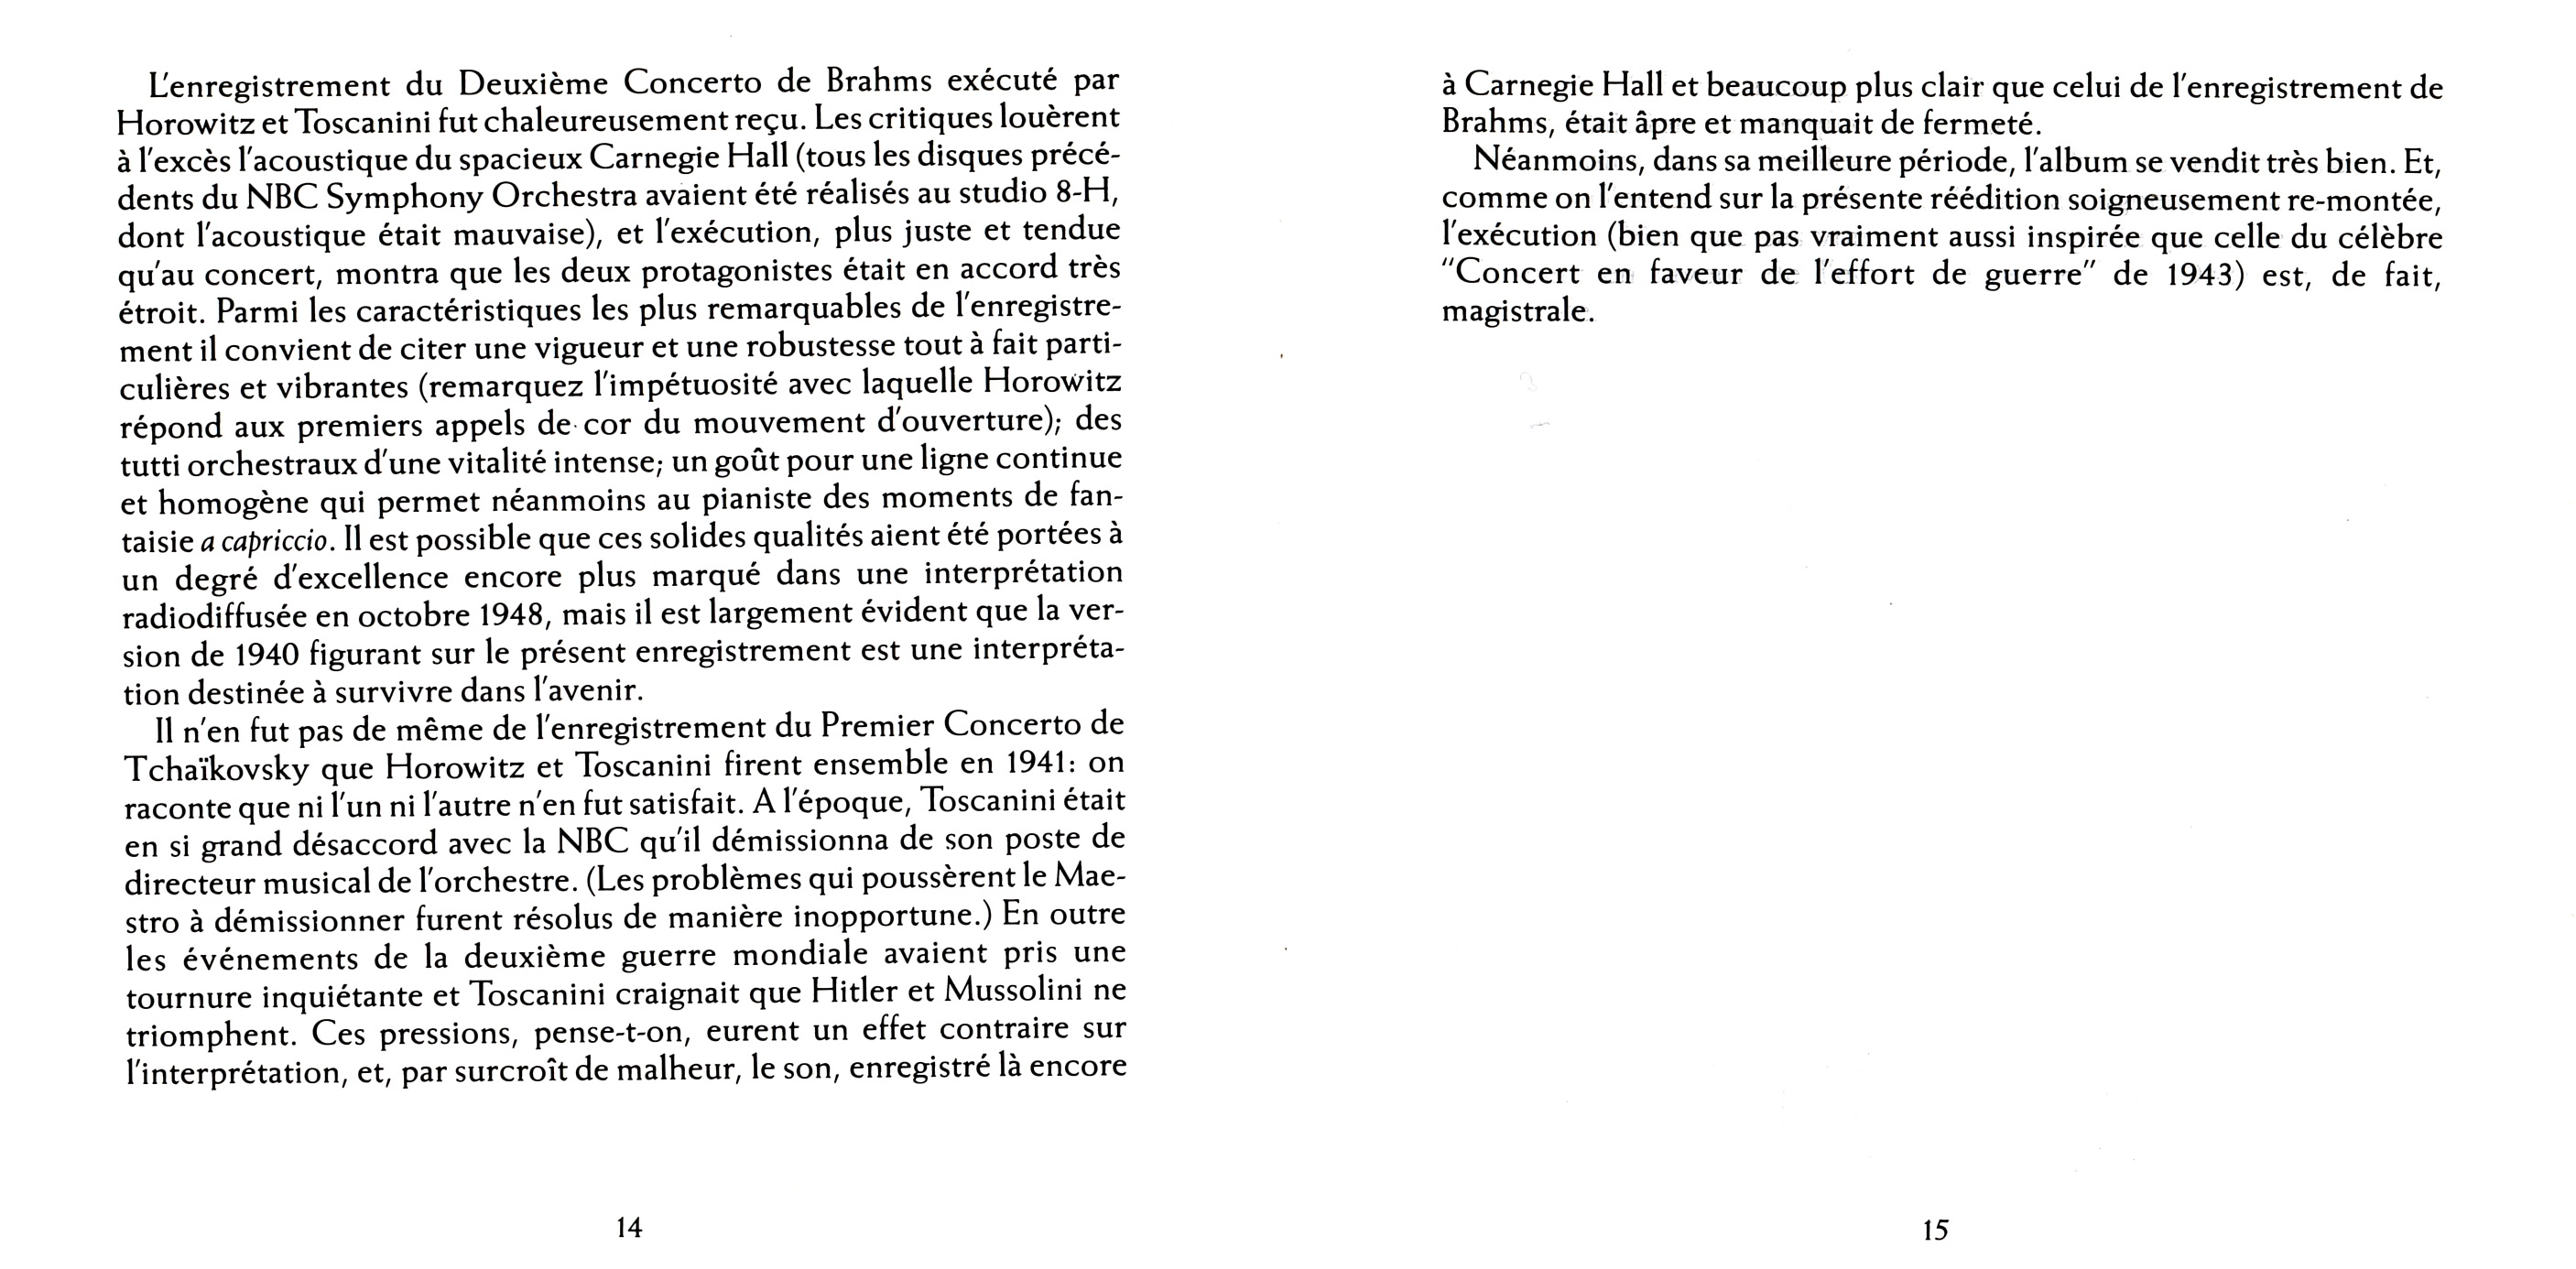 L'enregistrement du Deuxième Concerto de Brahms exécuté par
Horowitz et Toscanini fut chaleureusement reçu. Les critiques louèrent
à l'excès l'acoustique du spacieux Carnegie Hall (tous les disques précé-
dents du NBC Symphony Orchestra avaient été réalisés au studio 8-H,
dont l'acoustique était mauvaise), et l'exécution, plus juste et tendue
qu'au concert, montra que les deux protagonistes était en accord très
étroit. Parmi les caractéristiques les plus remarquables de l'enregistre-
ment il convient de citer une vigueur et une robustesse tout à fait parti-
culières et vibrantes (remarquez l'impétuosité avec laquelle Horowitz
répond aux premiers appels de cor du mouvement d'ouverture); des
tutti orchestraux d'une vitalité intense; un goût pour une ligne continue
et homogène qui permet néanmoins au pianiste des moments de fan-
taisie a capriccio. Il est possible que ces solides qualités aient été portées à
un degré d'excellence encore plus marqué dans une interprétation
radiodiffusée en octobre 1948, mais il est largement évident que la ver-
sion de 1940 figurant sur le présent enregistrement est une interpréta-
tion destinée à survivre dans l'avenir.
Il n'en fut pas de même de l'enregistrement du Premier Concerto de
Tchaïkovsky que Horowitz et Toscanini firent ensemble en 1941: on
raconte que ni l'un ni l'autre n'en fut satisfait. A l'époque, Toscanini était
en si grand désaccord avec la NBC qu'il démissionna de son poste de
directeur musical de l'orchestre. (Les problèmes qui poussèrent le Mae-
stro à démissionner furent résolus de manière inopportune.) En outre
les événements de la deuxième guerre mondiale avaient pris une
tournure inquiétante et Toscanini craignait que Hitler et Mussolini ne
triomphent. Ces pressions, pense-t-on, eurent un effet contraire sur
l'interprétation, et, par surcroît de malheur, le son, enregistré là encore
14
à Carnegie Hall et beaucoup plus clair que celui de l'enregistrement de
Brahms, était âpre et manquait de fermeté.
Néanmoins, dans sa meilleure période, l'album se vendit très bien. Et,
comme on l'entend sur la présente réédition soigneusement re-montée,
l'exécution (bien que pas vraiment aussi inspirée que celle du célèbre
"Concert en faveur de l'effort de guerre" de 1943) est, de fait,
magistrale.
15